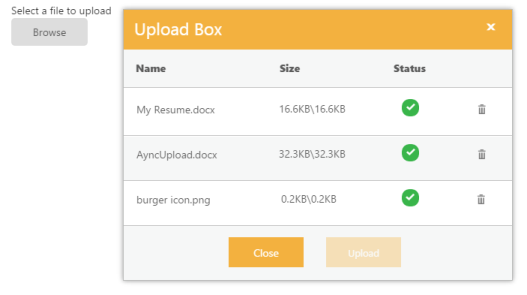 Select a file to upload
Browse
Upload Box
Name Size Status
My Resume.docx 16.6KB\16.6KB
AyncUpload.docx 32.3KB\32.3KB
burger icon.png 0.2KB\0.2KB
Close Upload